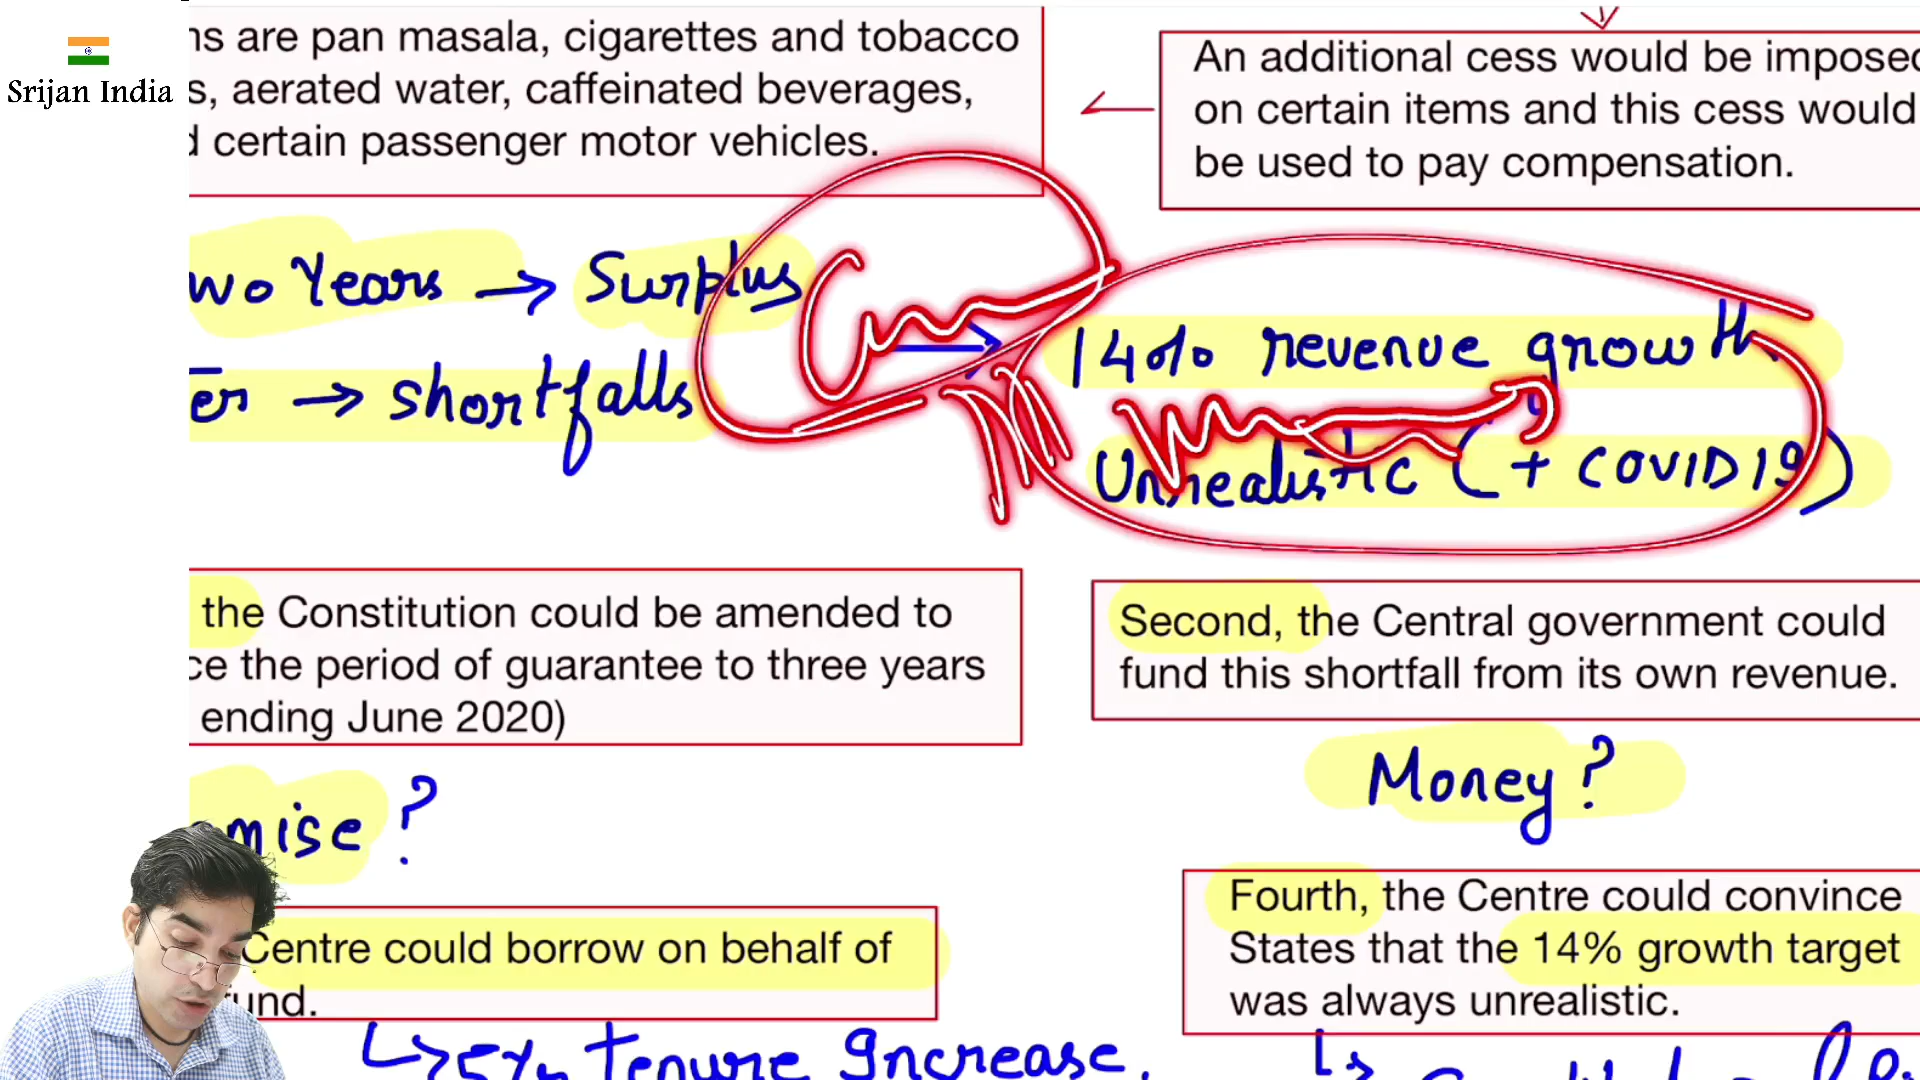 Srijan India
ns are pan masala, cigarettes and tobacco
s, aerated water, caffeinated beverages,
d certain passenger motor vehicles.
An additional cess would be imposed
on certain items and this cess would
be used to pay compensation.
wo Years → Surplus
er → shortfalls
14% revenue growth
Unrealistic (+ COVID19)
the Constitution could be amended to
ce the period of guarantee to three years
ending June 2020)
Second, the Central government could
fund this shortfall from its own revenue.
mise?
Money?
Centre could borrow on behalf of
und.
Fourth, the Centre could convince
States that the 14% growth target
was always unrealistic.
tenure Increase.